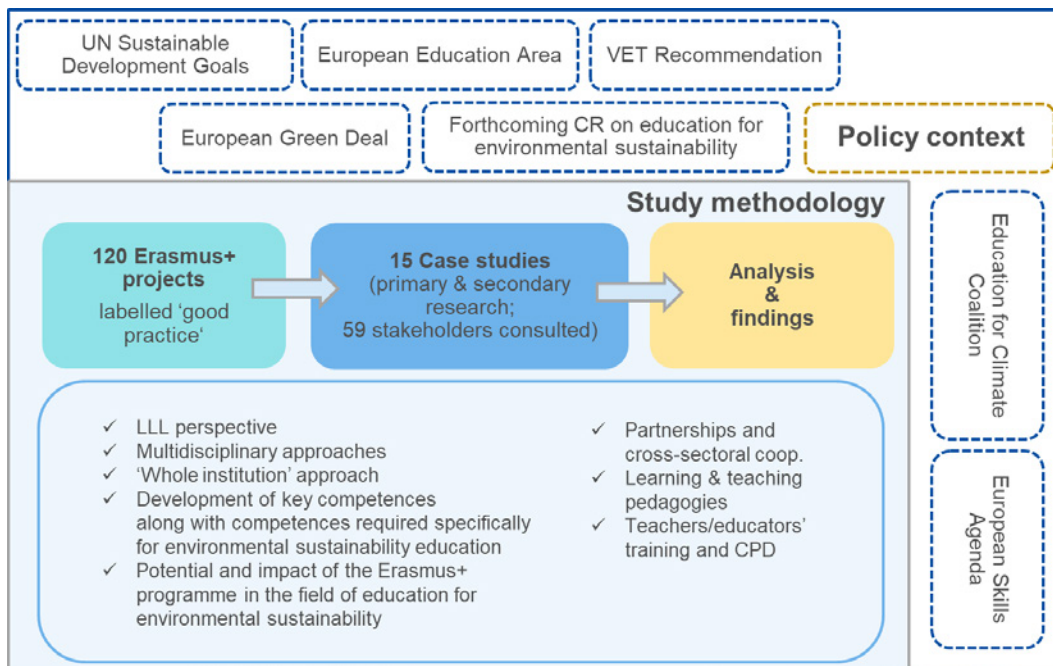 UN Sustainable
Development Goals
European Education Area
VET Recommendation
European Green Deal
Forthcoming CR on education for
environmental sustainability
Policy context
Study methodology
120 Erasmus+
projects
labelled ‘good
practice‘
15 Case studies
(primary & secondary
research;
59 stakeholders consulted)
Analysis
&
findings
✓ LLL perspective
✓ Multidisciplinary approaches
✓ ‘Whole institution’ approach
✓ Development of key competences
along with competences required specifically
for environmental sustainability education
✓ Potential and impact of the Erasmus+
programme in the field of education for
environmental sustainability
✓ Partnerships and
cross-sectoral coop.
✓ Learning & teaching
pedagogies
✓ Teachers/educators’
training and CPD
Education for Climate
Coalition
European Skills
Agenda